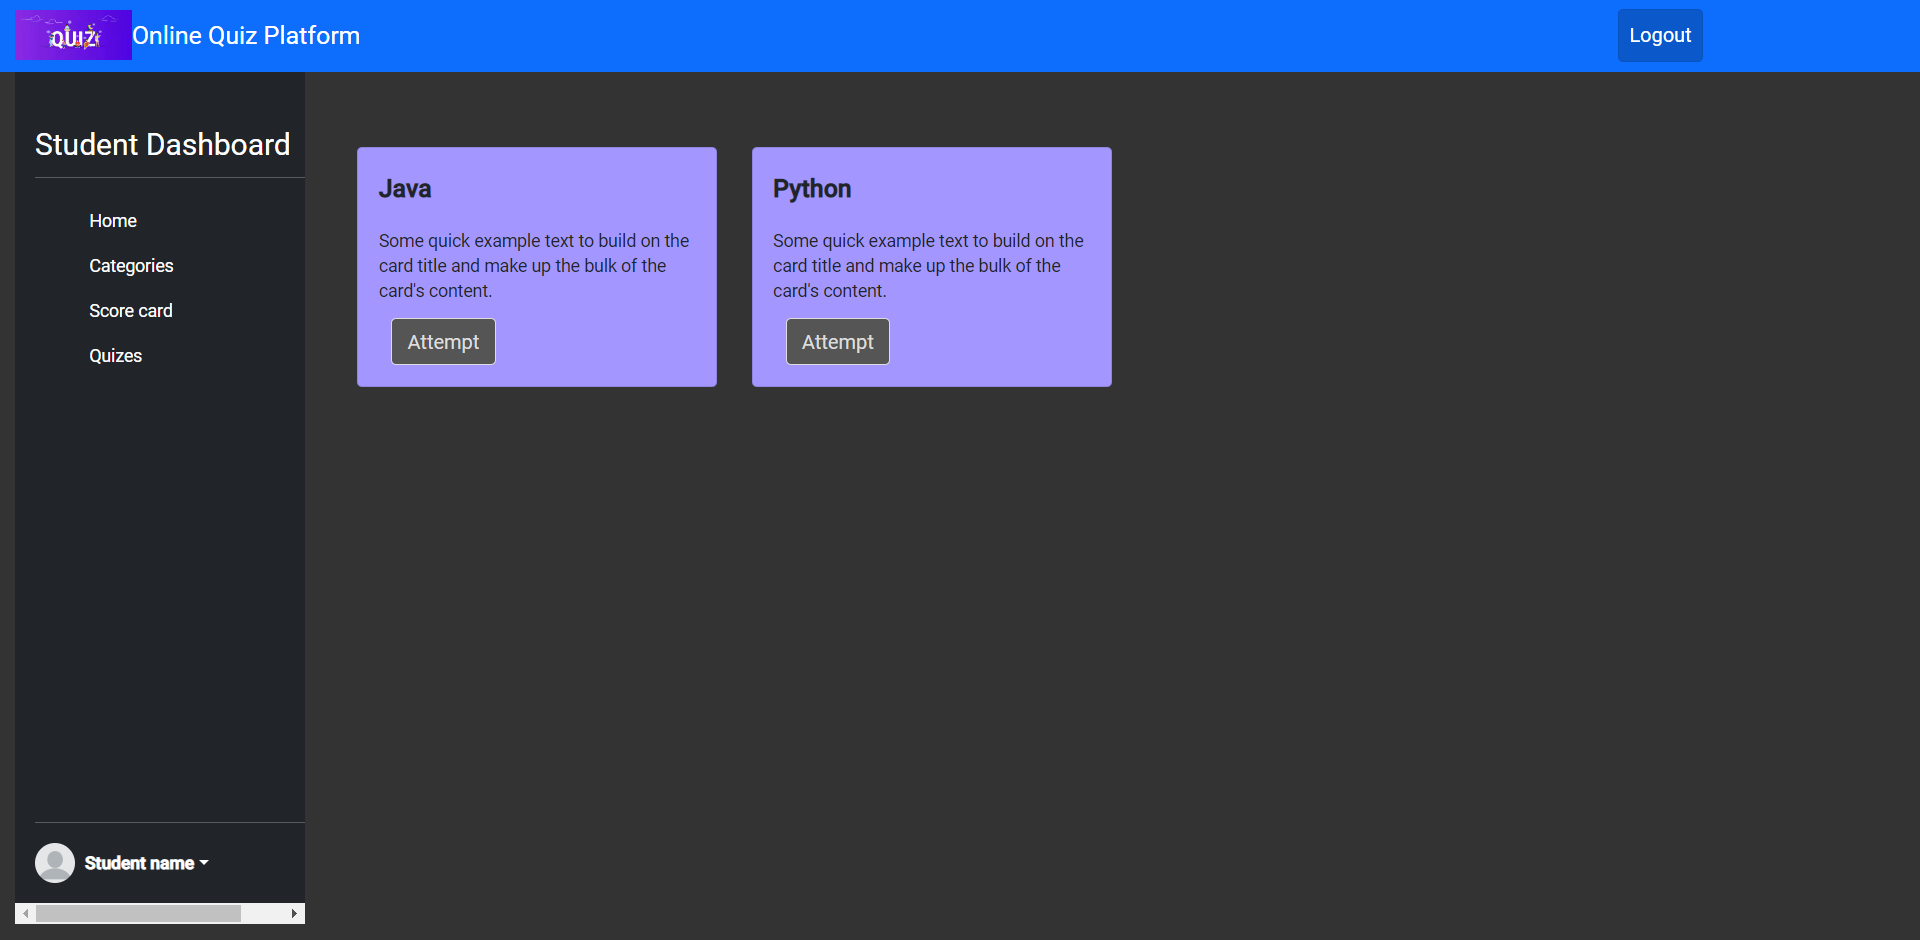 QUIZ
Online Quiz Platform
Logout
Student Dashboard
Home
Categories
Score card
Quizes
Java
Some quick example text to build on the
card title and make up the bulk of the
card's content.
Attempt
Python
Some quick example text to build on the
card title and make up the bulk of the
card's content.
Attempt
Student name